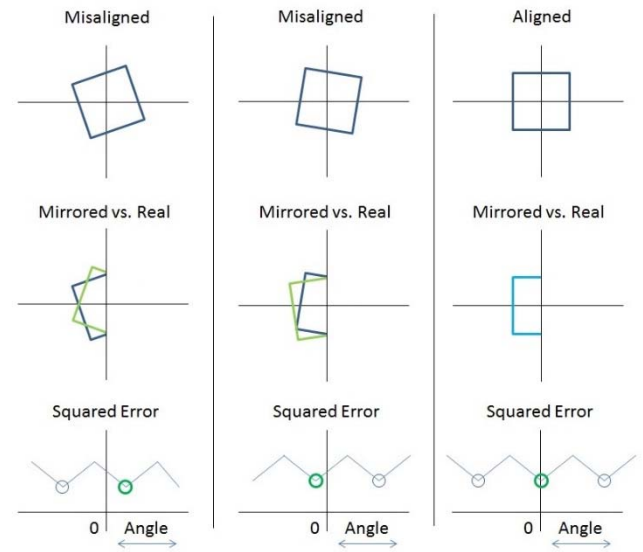 Misaligned
Misaligned
Aligned
Mirrored vs. Real
Mirrored vs. Real
Mirrored vs. Real
Squared Error
Squared Error
Squared Error
0 Angle
0 Angle
0 Angle